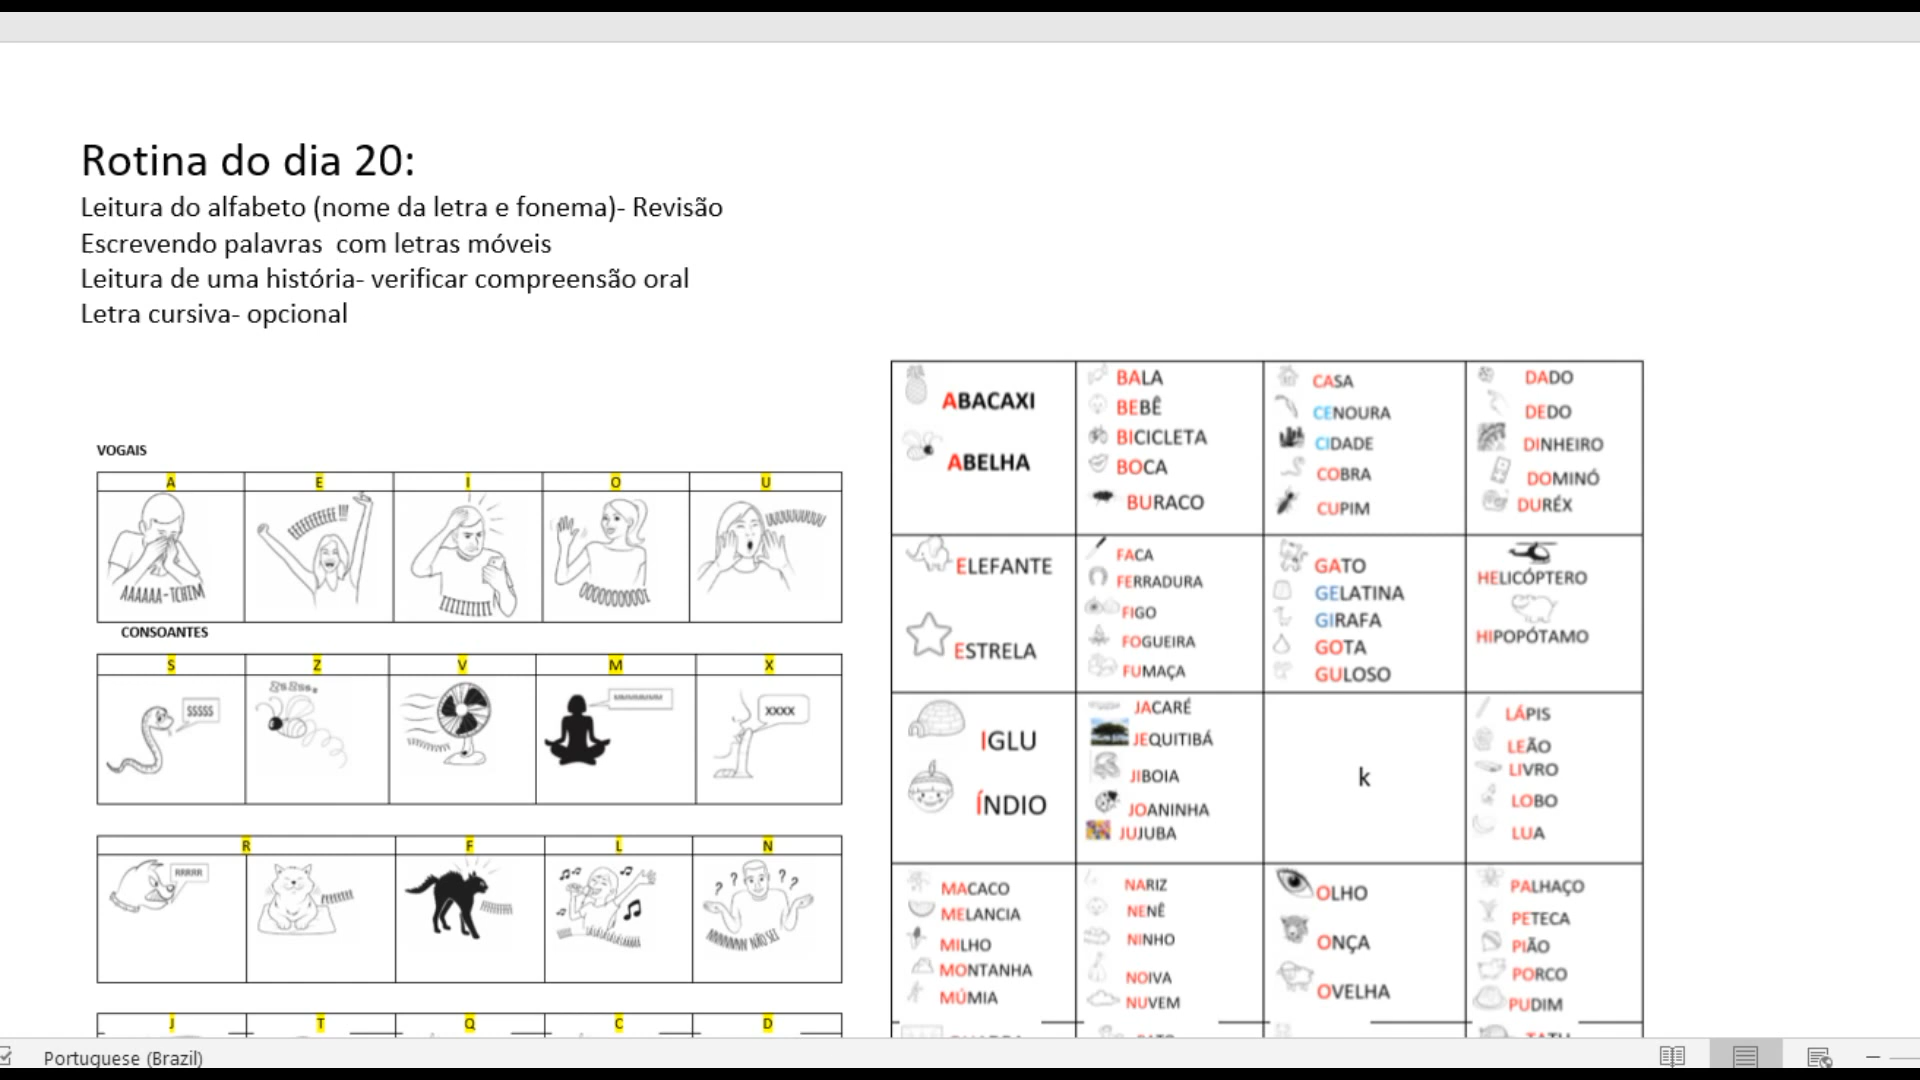 Rotina do dia 20:
Leitura do alfabeto (nome da letra e fonema)- Revisão
Escrevendo palavras  com letras móveis
Leitura de uma história- verificar compreensão oral
Letra cursiva- opcional
VOGAIS
A E I O U
AAAAAA-TCHIM
CONSOANTES
S Z V M X
SSSSS
XXXX
R F L N
RRRRR
? ? ? ?
NÃO SEI
J T Q C D
ABACAXI
ABELHA
BALA
BEBÊ
BICICLETA
BOCA
BURACO
CASA
CENOURA
CIDADE
COBRA
CUPIM
DADO
DEDO
DINHEIRO
DOMINÓ
DURÉX
ELEFANTE
ESTRELA
FACA
FERRADURA
FIGO
FOGUEIRA
FUMAÇA
GATO
GELATINA
GIRAFA
GOTA
GULOSO
HELICÓPTERO
HIPOPÓTAMO
IGLU
ÍNDIO
JACARÉ
JEQUITIBÁ
JIBOIA
JOANINHA
JUJUBA
k
LÁPIS
LEÃO
LIVRO
LOBO
LUA
MACACO
MELANCIA
MILHO
MONTANHA
MÚMIA
NARIZ
NENÊ
NINHO
NOIVA
NUVEM
OLHO
ONÇA
OVELHA
PALHAÇO
PETECA
PIÃO
PORCO
PUDIM
Portuguese (Brazil)